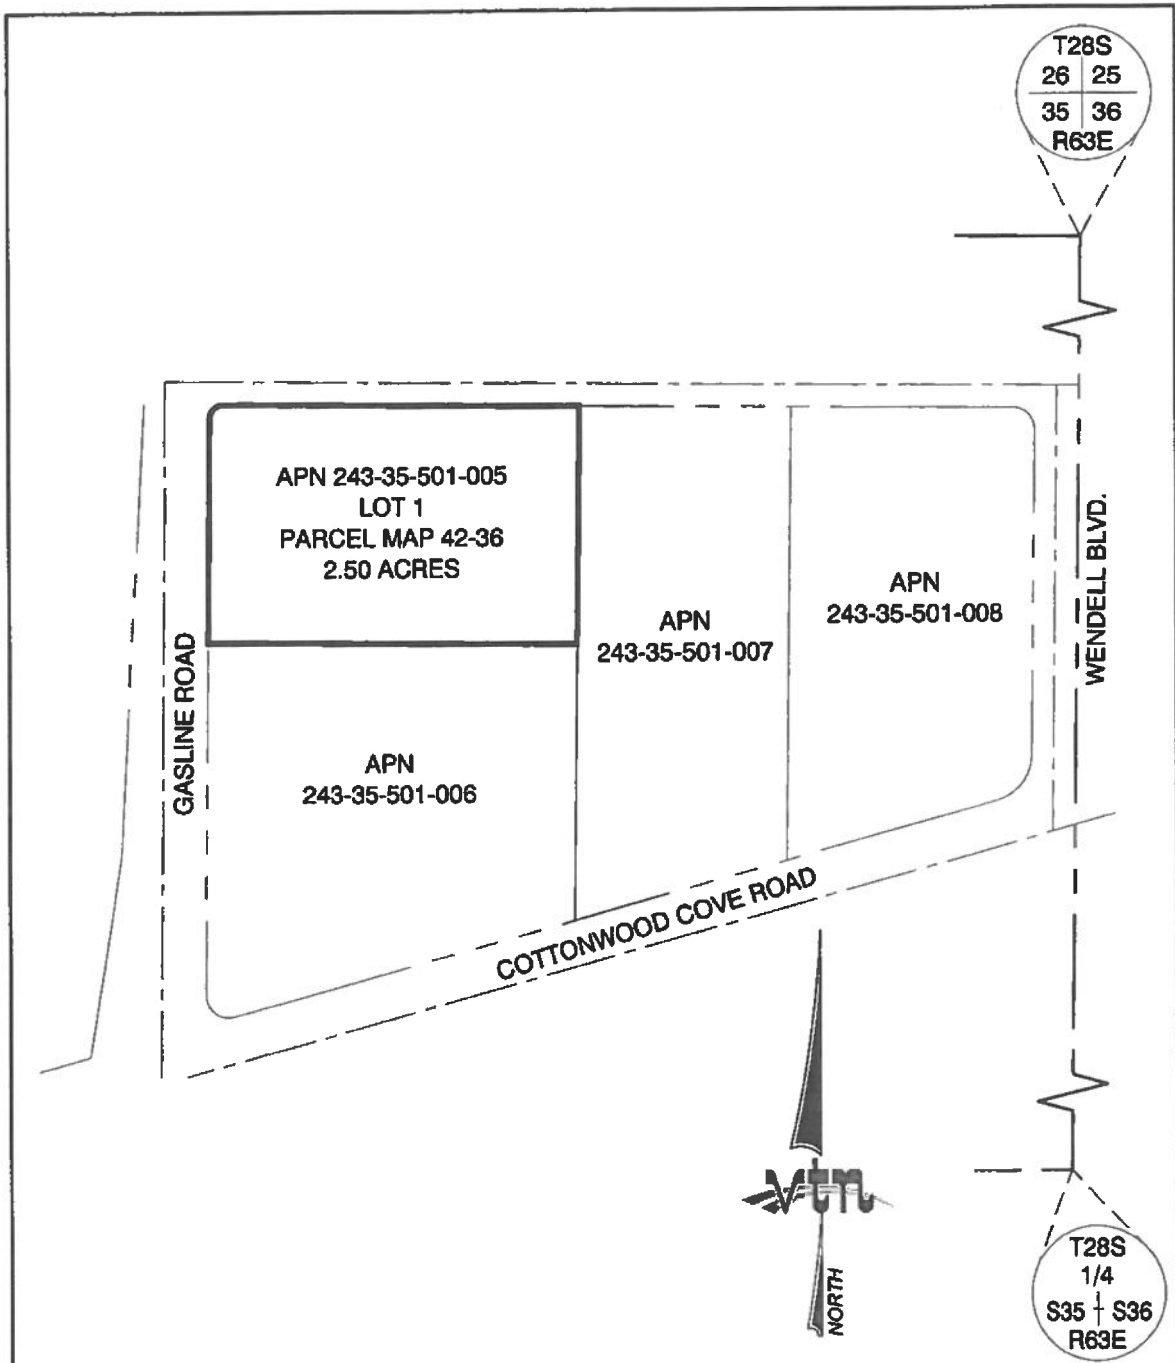 T28S
26 25
35 36
R63E
APN 243-35-501-005
LOT 1
PARCEL MAP 42-36
2.50 ACRES
WENDELL BLVD.
APN
243-35-501-008
APN
243-35-501-007
GASLINE ROAD
APN
243-35-501-006
COTTONWOOD COVE ROAD
vtn
NORTH
T28S
1/4
S35 S36
R63E